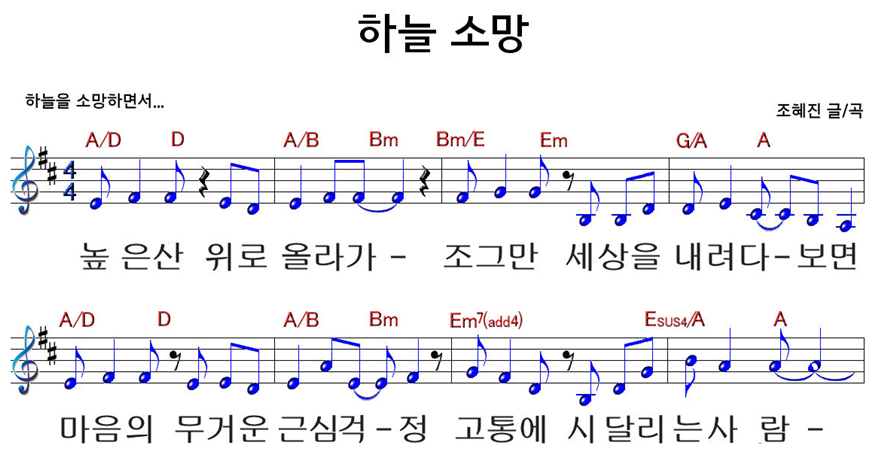 하늘 소망
하늘을 소망하면서...
조혜진 글/곡
A/D D A/B Bm Bm/E Em G/A A
4
4
높 은산 위로 올라가 - 조그만 세상을 내려다-보면
A/D D A/B Bm Em7(add4) Esus4/A A
마음의 무거운 근심걱 -정 고통에 시달리는사 람 -